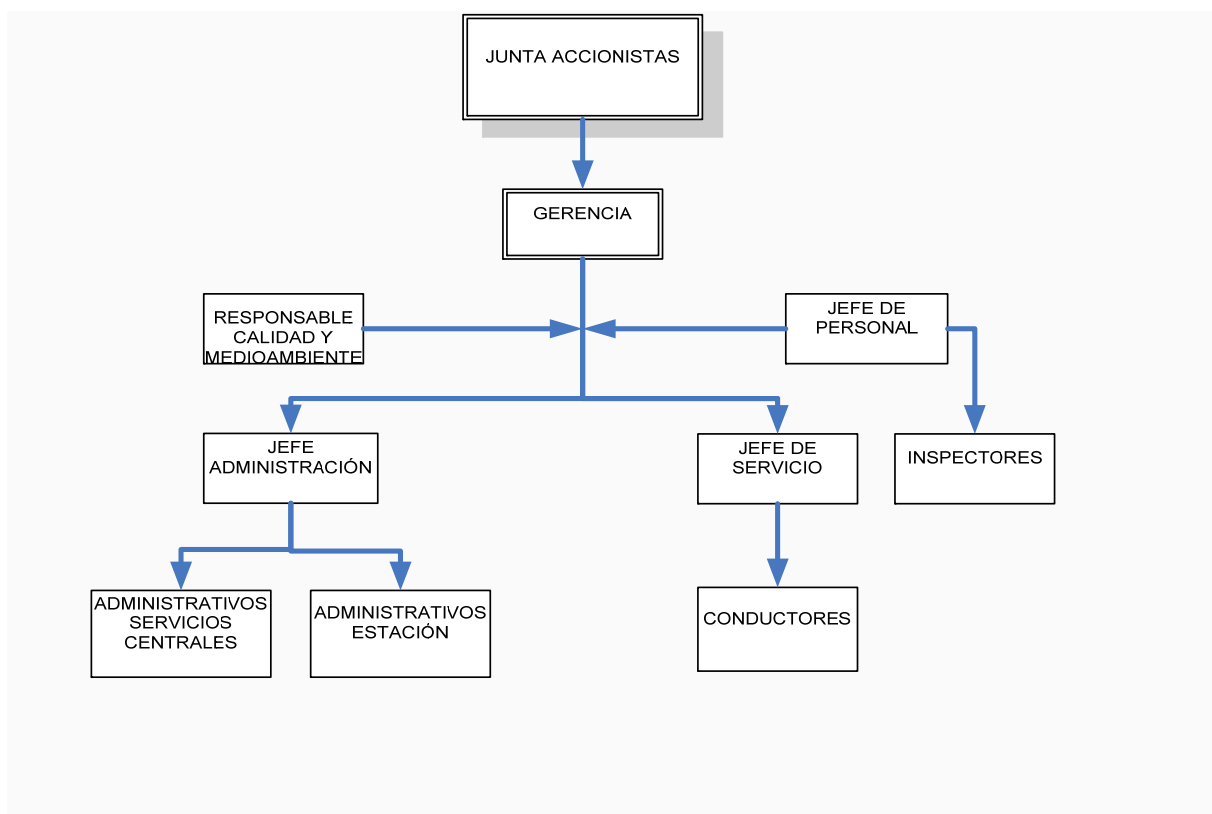 JUNTA ACCIONISTAS
GERENCIA
RESPONSABLE
CALIDAD Y
MEDIOAMBIENTE
JEFE DE
PERSONAL
JEFE
ADMINISTRACIÓN
JEFE DE
SERVICIO
INSPECTORES
ADMINISTRATIVOS
SERVICIOS
CENTRALES
ADMINISTRATIVOS
ESTACIÓN
CONDUCTORES